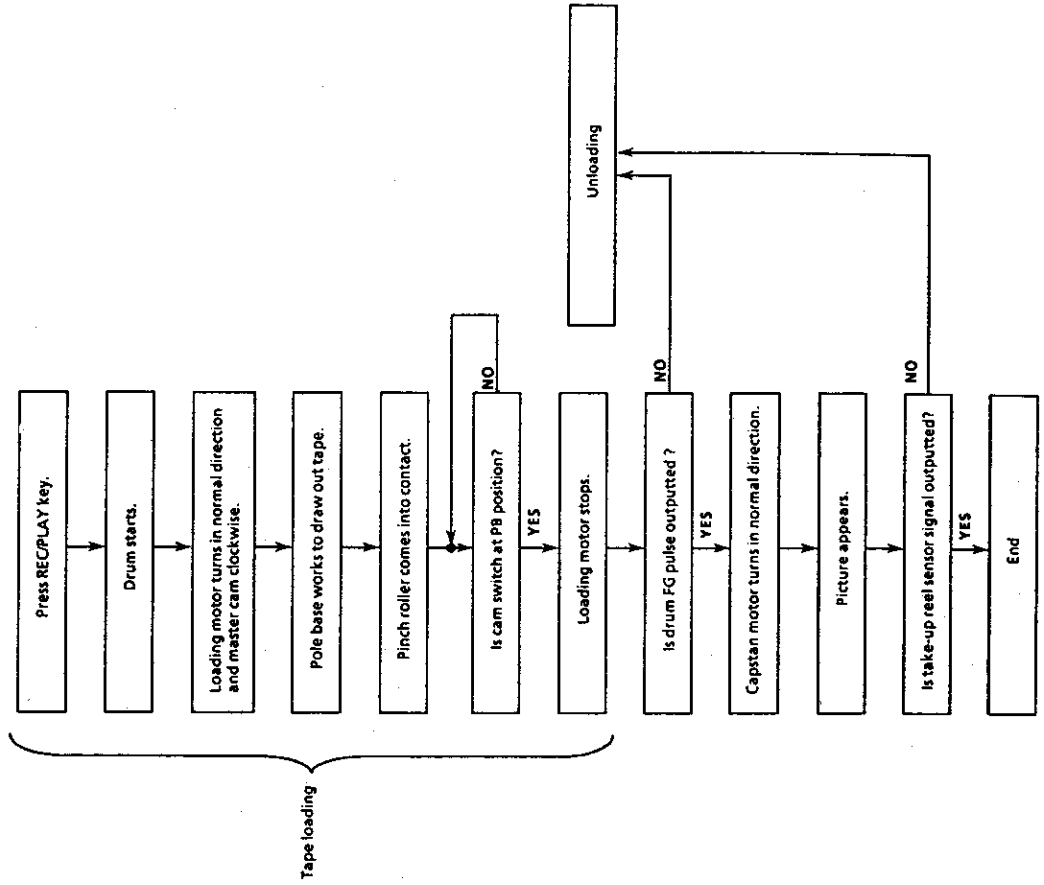 Tape loading
Press REC/PLAY key.
Drum starts.
Loading motor turns in normal direction
and master cam clockwise.
Pole base works to draw out tape.
Pinch roller comes into contact.
Is cam switch at PB position?
NO
YES
Loading motor stops.
Is drum FG pulse outputted ?
NO
YES
Capstan motor turns in normal direction.
Picture appears.
Is take-up reel sensor signal outputted?
NO
YES
End
Unloading